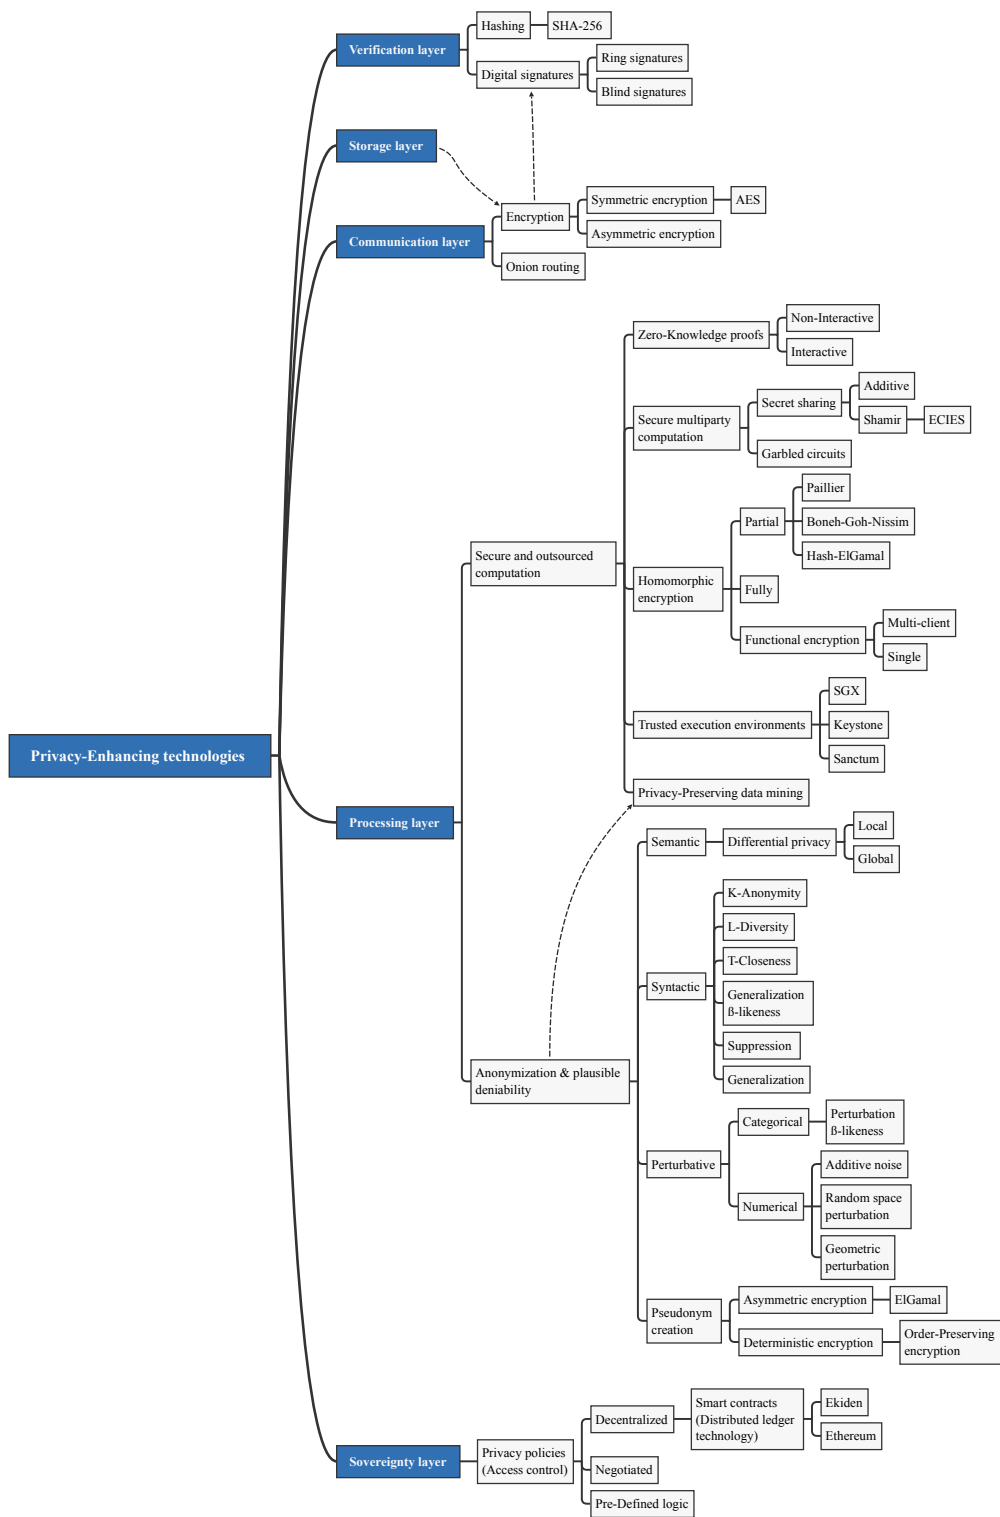 Hashing
SHA-256
Verification layer
Ring signatures
Digital signatures
Blind signatures
Storage layer
Symmetric encryption
AES
Encryption
Asymmetric encryption
Communication layer
Onion routing
Non-Interactive
Zero-Knowledge proofs
Interactive
Additive
Secret sharing
Shamir
ECIES
Secure multiparty
computation
Garbled circuits
Paillier
Partial
Boneh-Goh-Nissim
Hash-ElGamal
Secure and outsourced
computation
Homomorphic
encryption
Fully
Multi-client
Functional encryption
Single
SGX
Trusted execution environments
Keystone
Sanctum
Privacy-Enhancing technologies
Privacy-Preserving data mining
Processing layer
Local
Semantic
Differential privacy
Global
K-Anonymity
L-Diversity
T-Closeness
Syntactic
Generalization
ß-likeness
Suppression
Generalization
Anonymization & plausible
deniability
Categorical
Perturbation
ß-likeness
Perturbative
Additive noise
Numerical
Random space
perturbation
Geometric
perturbation
Asymmetric encryption
ElGamal
Pseudonym
creation
Deterministic encryption
Order-Preserving
encryption
Smart contracts
(Distributed ledger
technology)
Ekiden
Decentralized
Ethereum
Sovereignty layer
Privacy policies
(Access control)
Negotiated
Pre-Defined logic